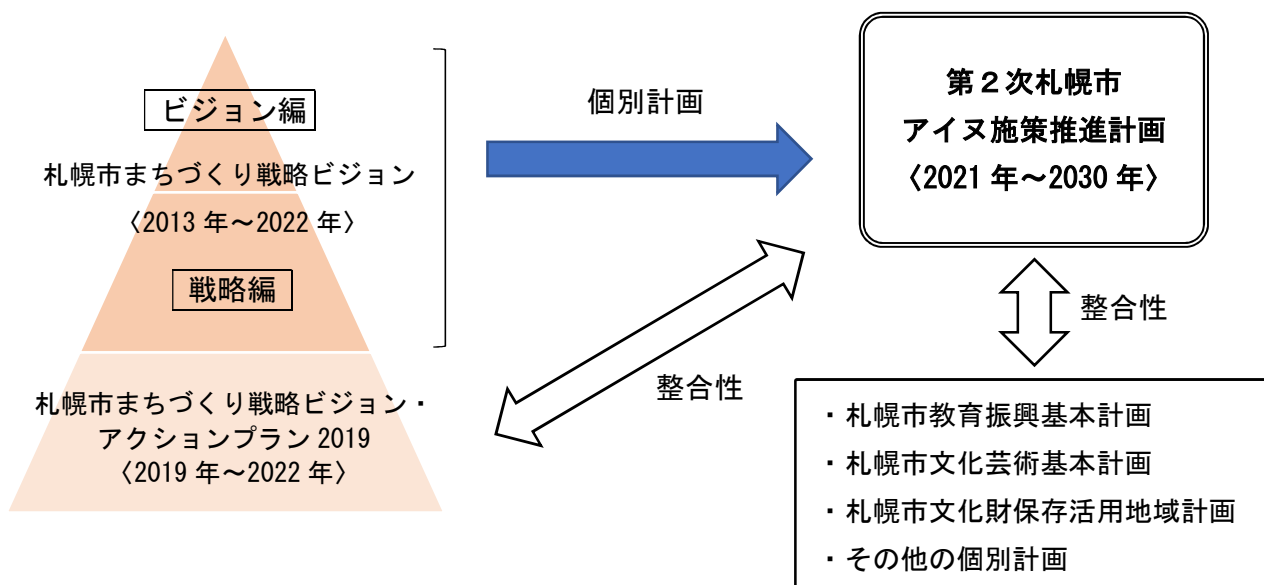 ビジョン編
札幌市まちづくり戦略ビジョン
〈2013 年~2022 年〉
戦略編
札幌市まちづくり戦略ビジョン・
アクションプラン 2019
〈2019 年~2022 年〉
個別計画
整合性
第2次札幌市
アイヌ施策推進計画
〈2021 年~2030 年〉
整合性
・札幌市教育振興基本計画
・札幌市文化芸術基本計画
・札幌市文化財保存活用地域計画
・その他の個別計画